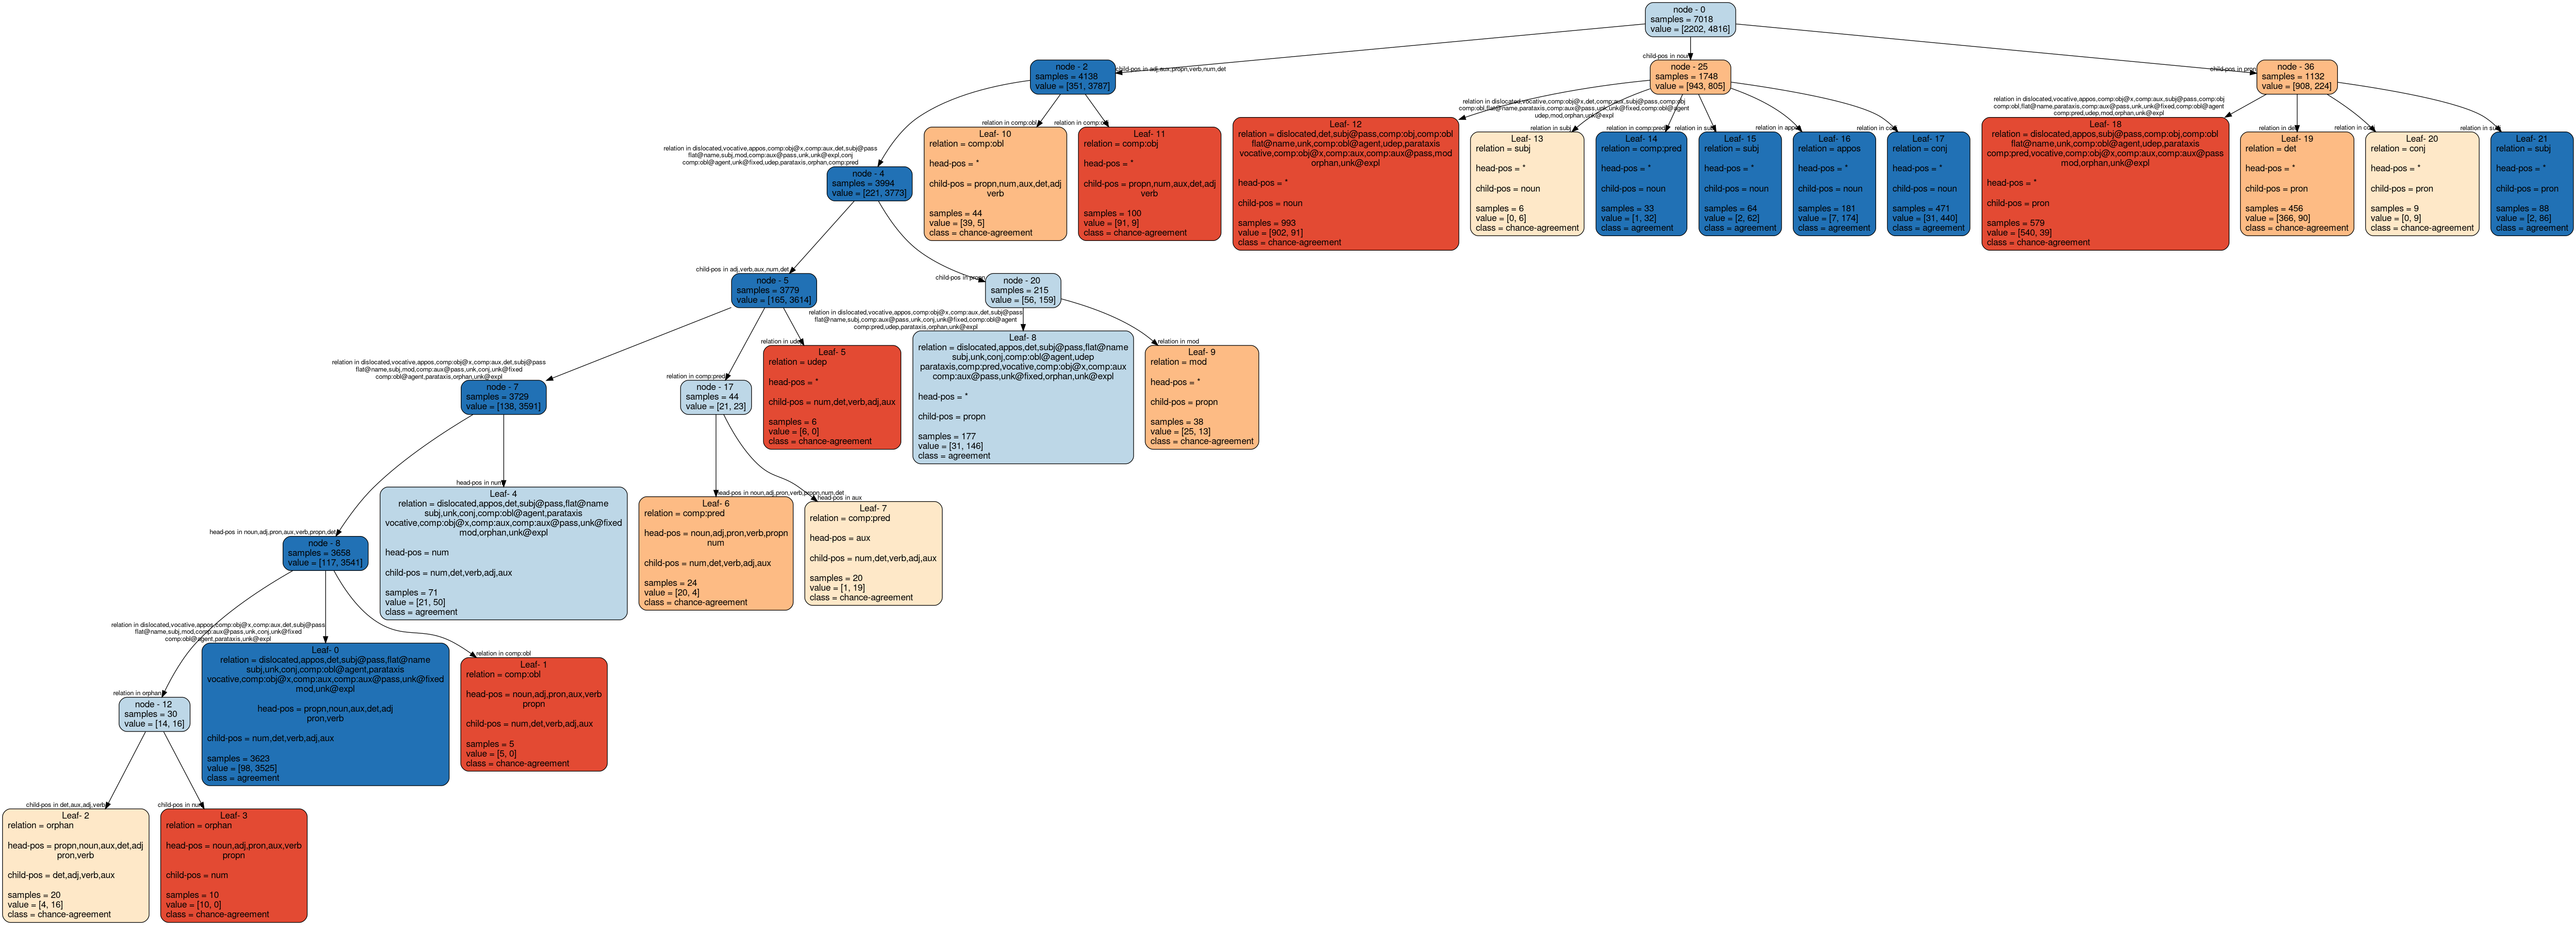 node - 0
samples = 7018
value = [2202, 4816]
child-pos in adj,aux,propn,verb,num,det
node - 2
samples = 4138
value = [351, 3787]
child-pos in noun
node - 25
samples = 1748
value = [943, 805]
child-pos in pron
node - 36
samples = 1132
value = [908, 224]
relation in dislocated,vocative,appos,comp:obj@x,comp:aux,det,subj@pass
flat@name,subj,mod,comp:aux@pass,unk,unk@expl,conj
comp:obl@agent,unk@fixed,udep,parataxis,orphan,comp:pred
node - 4
samples = 3994
value = [221, 3773]
relation in comp:obl
Leaf- 10
relation = comp:obl
head-pos = *
child-pos = propn,num,aux,det,adj
verb
samples = 44
value = [39, 5]
class = chance-agreement
relation in comp:obj
Leaf- 11
relation = comp:obj
head-pos = *
child-pos = propn,num,aux,det,adj
verb
samples = 100
value = [91, 9]
class = chance-agreement
relation in dislocated,vocative,comp:obj@x,det,comp:aux,subj@pass,comp:obj
comp:obl,flat@name,parataxis,comp:aux@pass,unk,unk@fixed,comp:obl@agent
udep,mod,orphan,unk@expl
Leaf- 12
relation = dislocated,det,subj@pass,comp:obj,comp:obl
flat@name,unk,comp:obl@agent,udep,parataxis
vocative,comp:obj@x,comp:aux,comp:aux@pass,mod
orphan,unk@expl
head-pos = *
child-pos = noun
samples = 993
value = [902, 91]
class = chance-agreement
relation in subj
Leaf- 13
relation = subj
head-pos = *
child-pos = noun
samples = 6
value = [0, 6]
class = chance-agreement
relation in comp:pred
Leaf- 14
relation = comp:pred
head-pos = *
child-pos = noun
samples = 33
value = [1, 32]
class = agreement
relation in
Leaf- 15
relation = subj
head-pos = *
child-pos = noun
samples = 64
value = [2, 62]
class = agreement
relation in appos
Leaf- 16
relation = appos
head-pos = *
child-pos = noun
samples = 181
value = [7, 174]
class = agreement
relation in
Leaf- 17
relation = conj
head-pos = *
child-pos = noun
samples = 471
value = [31, 440]
class = agreement
relation in dislocated,vocative,appos,comp:obj@x,comp:aux,subj@pass,comp:obj
comp:obl,flat@name,parataxis,comp:aux@pass,unk,unk@fixed,comp:obl@agent
comp:pred,udep,mod,orphan,unk@expl
Leaf- 18
relation = dislocated,appos,subj@pass,comp:obj,comp:obl
flat@name,unk,comp:obl@agent,udep,parataxis
comp:pred,vocative,comp:obj@x,comp:aux,comp:aux@pass
mod,orphan,unk@expl
head-pos = *
child-pos = pron
samples = 579
value = [540, 39]
class = chance-agreement
relation in det
Leaf- 19
relation = det
head-pos = *
child-pos = pron
samples = 456
value = [366, 90]
class = chance-agreement
relation in conj
Leaf- 20
relation = conj
head-pos = *
child-pos = pron
samples = 9
value = [0, 9]
class = chance-agreement
relation in subj
Leaf- 21
relation = subj
head-pos = *
child-pos = pron
samples = 88
value = [2, 86]
class = agreement
child-pos in adj,verb,aux,num,det
node - 5
samples = 3779
value = [165, 3614]
child-pos in propn
node - 20
samples = 215
value = [56, 159]
relation in dislocated,vocative,appos,comp:obj@x,comp:aux,det,subj@pass
flat@name,subj,mod,comp:aux@pass,unk,conj,unk@fixed
comp:obl@agent,parataxis,orphan,unk@expl
node - 7
samples = 3729
value = [138, 3591]
relation in comp:pred
node - 17
samples = 44
value = [21, 23]
relation in udep
Leaf- 5
relation = udep
head-pos = *
child-pos = num,det,verb,adj,aux
samples = 6
value = [6, 0]
class = chance-agreement
relation in dislocated,vocative,appos,comp:obj@x,comp:aux,det,subj@pass
flat@name,subj,comp:aux@pass,unk,conj,unk@fixed,comp:obl@agent
comp:pred,udep,parataxis,orphan,unk@expl
Leaf- 8
relation = dislocated,appos,det,subj@pass,flat@name
subj,unk,conj,comp:obl@agent,udep
parataxis,comp:pred,vocative,comp:obj@x,comp:aux
comp:aux@pass,unk@fixed,orphan,unk@expl
head-pos = *
child-pos = propn
samples = 177
value = [31, 146]
class = agreement
relation in mod
Leaf- 9
relation = mod
head-pos = *
child-pos = propn
samples = 38
value = [25, 13]
class = chance-agreement
head-pos in noun,adj,pron,aux,verb,propn,det
node - 8
samples = 3658
value = [117, 3541]
head-pos in num
Leaf- 4
relation = dislocated,appos,det,subj@pass,flat@name
subj,unk,conj,comp:obl@agent,parataxis
vocative,comp:obj@x,comp:aux,comp:aux@pass,unk@fixed
mod,orphan,unk@expl
head-pos = num
child-pos = num,det,verb,adj,aux
samples = 71
value = [21, 50]
class = agreement
head-pos in noun,adj,pron,verb,propn,num,det
Leaf- 6
relation = comp:pred
head-pos = noun,adj,pron,verb,propn
num
child-pos = num,det,verb,adj,aux
samples = 24
value = [20, 4]
class = chance-agreement
head-pos in aux
Leaf- 7
relation = comp:pred
head-pos = aux
child-pos = num,det,verb,adj,aux
samples = 20
value = [1, 19]
class = chance-agreement
relation in orphan
node - 12
samples = 30
value = [14, 16]
relation in dislocated,vocative,appos,comp:obj@x,comp:aux,det,subj@pass
flat@name,subj,mod,comp:aux@pass,unk,conj,unk@fixed
comp:obl@agent,parataxis,unk@expl
Leaf- 0
relation = dislocated,appos,det,subj@pass,flat@name
subj,unk,conj,comp:obl@agent,parataxis
vocative,comp:obj@x,comp:aux,comp:aux@pass,unk@fixed
mod,unk@expl
head-pos = propn,noun,aux,det,adj
pron,verb
child-pos = num,det,verb,adj,aux
samples = 3623
value = [98, 3525]
class = agreement
relation in comp:obl
Leaf- 1
relation = comp:obl
head-pos = noun,adj,pron,aux,verb
propn
child-pos = num,det,verb,adj,aux
samples = 5
value = [5, 0]
class = chance-agreement
child-pos in det,aux,adj,verb
Leaf- 2
relation = orphan
head-pos = propn,noun,aux,det,adj
pron,verb
child-pos = det,adj,verb,aux
samples = 20
value = [4, 16]
class = chance-agreement
child-pos in num
Leaf- 3
relation = orphan
head-pos = noun,adj,pron,aux,verb
propn
child-pos = num
samples = 10
value = [10, 0]
class = chance-agreement